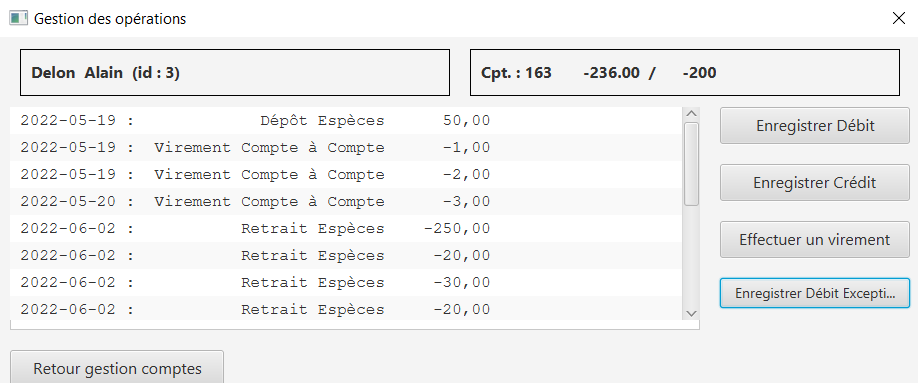 Gestion des opérations
Delon Alain (id : 3)
Cpt. : 163 -236.00 / -200
2022-05-19 : Dépôt Espèces 50,00
2022-05-19 : Virement Compte à Compte -1,00
2022-05-19 : Virement Compte à Compte -2,00
2022-05-20 : Virement Compte à Compte -3,00
2022-06-02 : Retrait Espèces -250,00
2022-06-02 : Retrait Espèces -20,00
2022-06-02 : Retrait Espèces -30,00
2022-06-02 : Retrait Espèces -20,00
Enregistrer Débit
Enregistrer Crédit
Effectuer un virement
Enregistrer Débit Excepti...
Retour gestion comptes